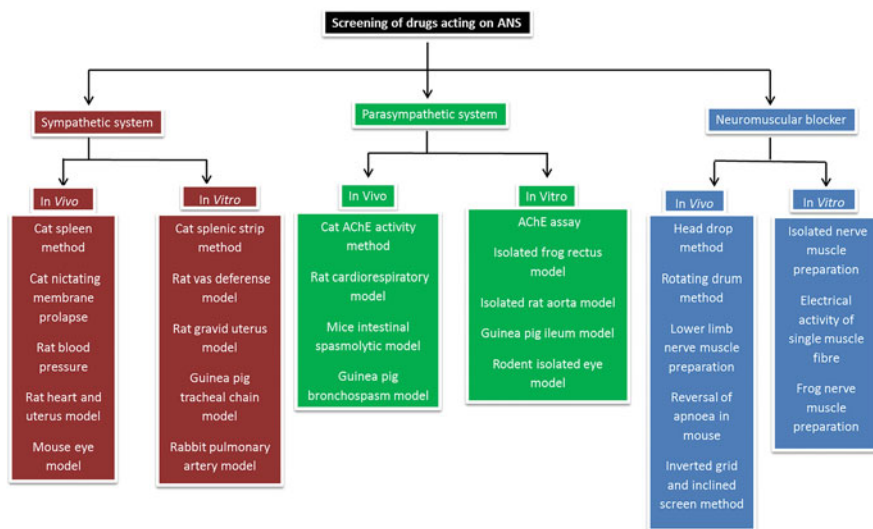 Screening of drugs acting on ANS
Sympathetic system
Parasympathetic system
Neuromuscular blocker
In Vivo
Cat spleen
method
Cat nictating
membrane
prolapse
Rat blood
pressure
Rat heart and
uterus model
Mouse eye
model
In Vitro
Cat splenic strip
method
Rat vas deferense
model
Rat gravid uterus
model
Guinea pig
tracheal chain
model
Rabbit pulmonary
artery model
In Vivo
Cat AChE activity
method
Rat cardiorespiratory
model
Mice intestinal
spasmolytic model
Guinea pig
bronchospasm model
In Vitro
AChE assay
Isolated frog rectus
model
Isolated rat aorta model
Guinea pig ileum model
Rodent isolated eye
model
In Vivo
Head drop
method
Rotating drum
method
Lower limb
nerve muscle
preparation
Reversal of
apnoea in
mouse
Inverted grid
and inclined
screen method
In Vitro
Isolated nerve
muscle
preparation
Electrical
activity of
single muscle
fibre
Frog nerve
muscle
preparation